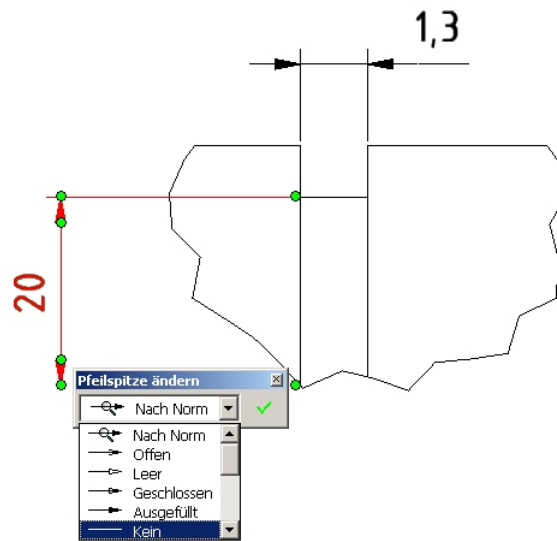 1,3
20
Pfeilspitze ändern
Nach Norm
Nach Norm
Offen
Leer
Geschlossen
Ausgefüllt
Kein